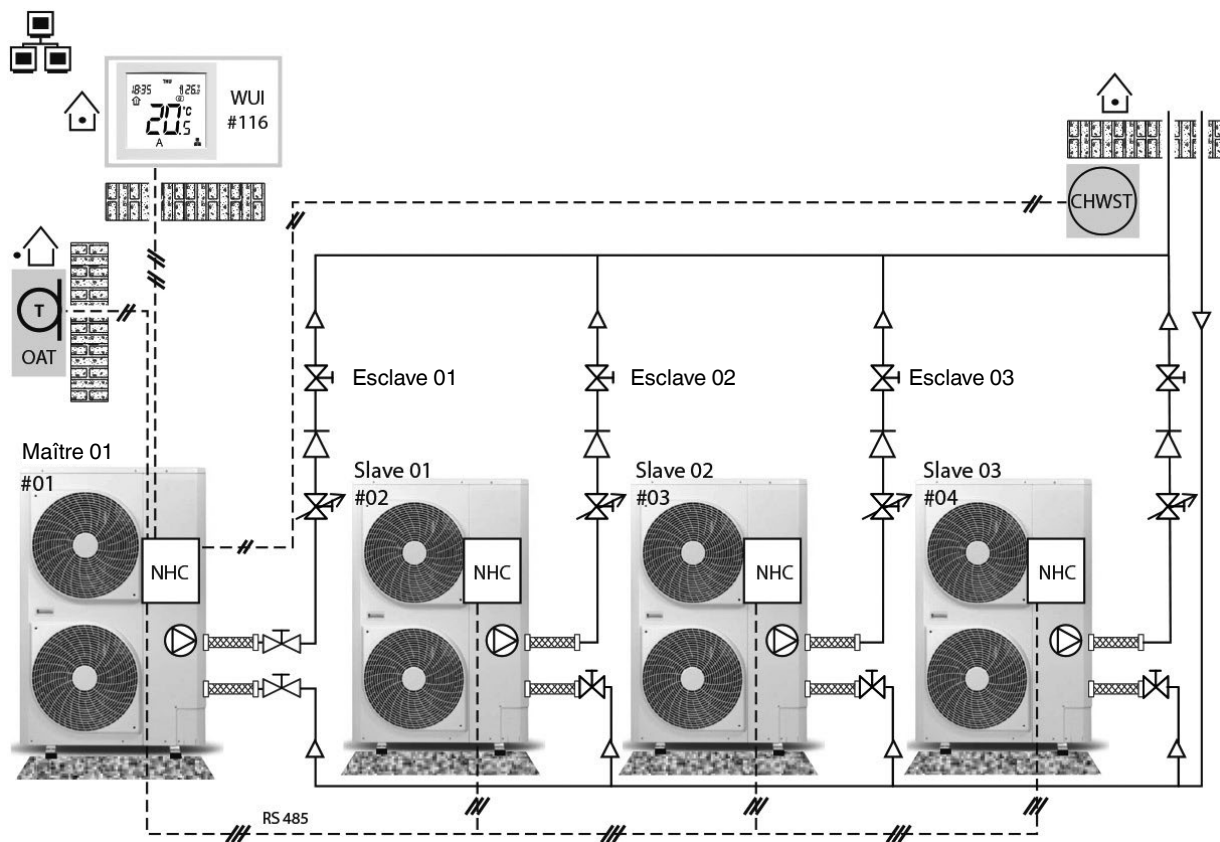 THU
18:35
20.5 °C
A
WUI
#116
CHWST
T
OAT
Esclave 01
Esclave 02
Esclave 03
Maître 01
#01
Slave 01
#02
Slave 02
#03
Slave 03
#04
NHC
NHC
NHC
NHC
RS 485